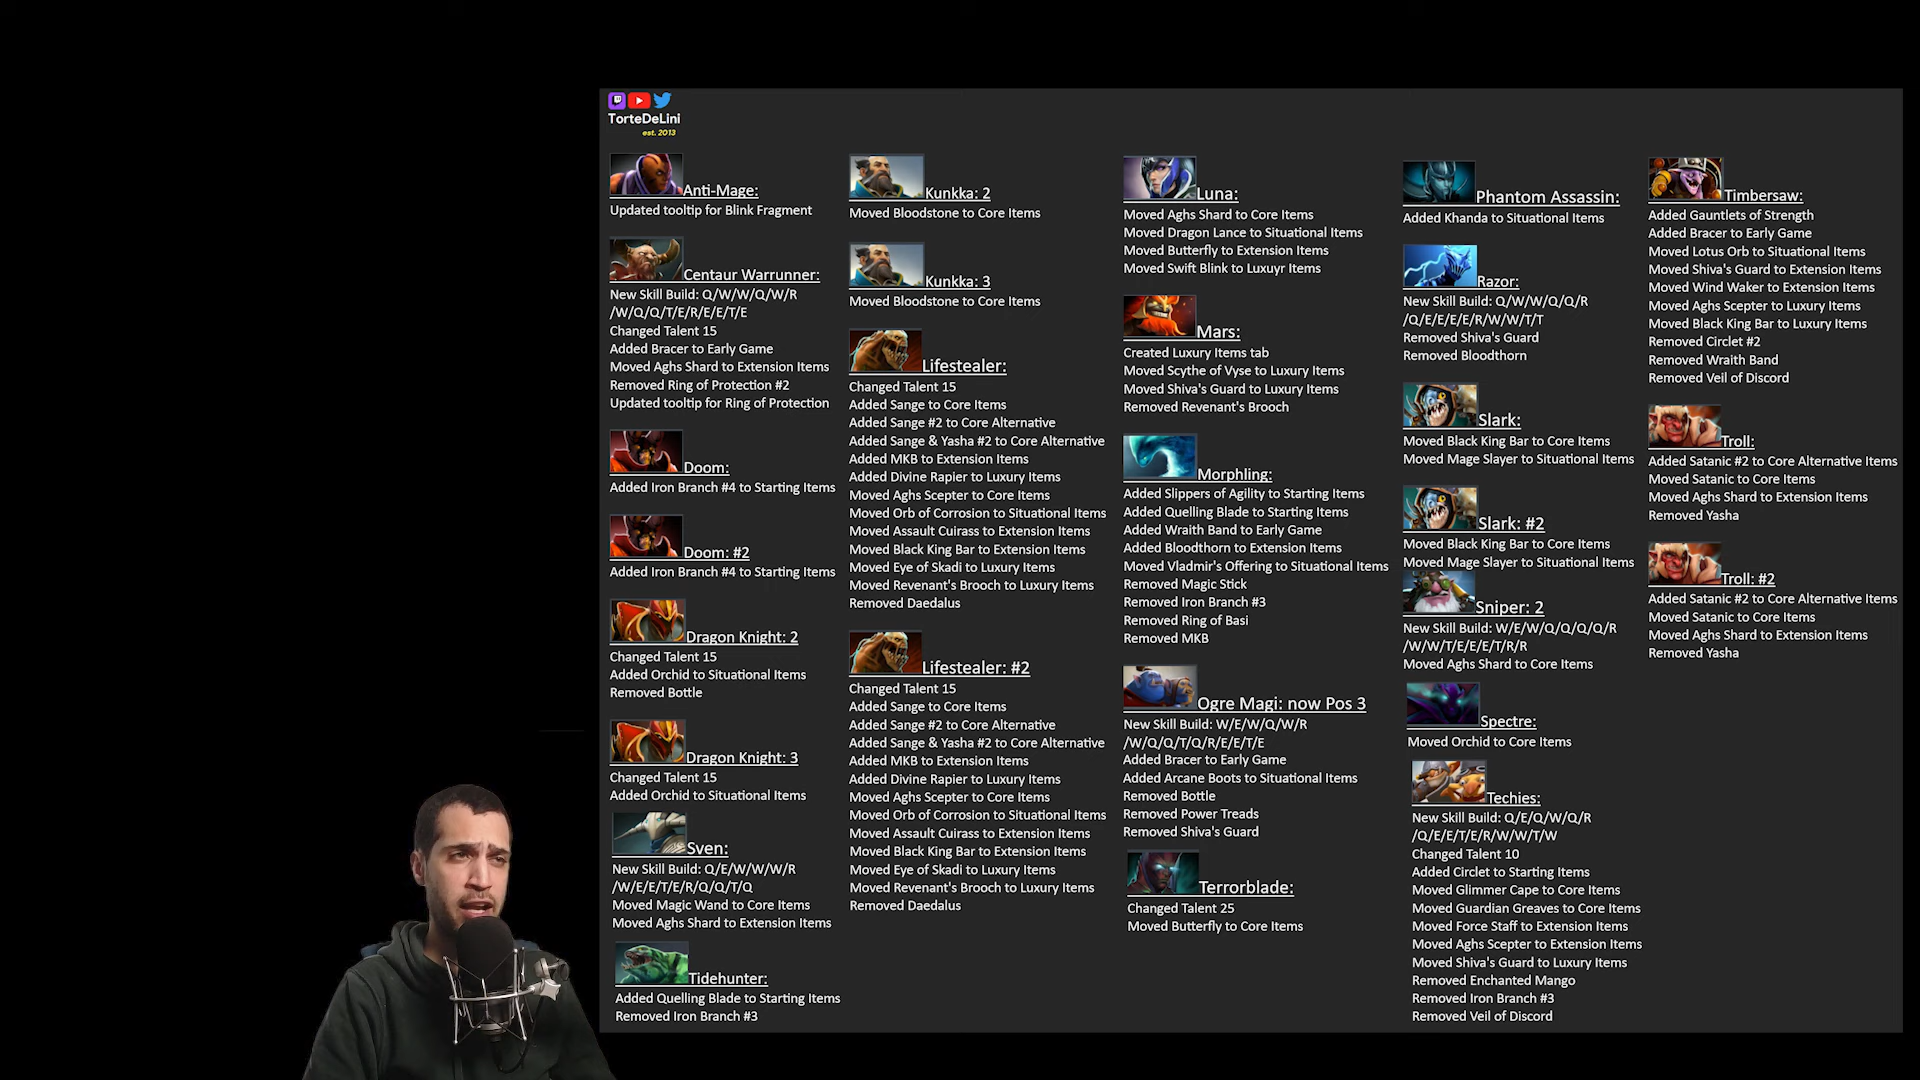 TorteDeLini
est. 2013
Anti-Mage:
Updated tooltip for Blink Fragment
Centaur Warrunner:
New Skill Build: Q/W/W/Q/W/R
/W/Q/Q/T/E/R/E/E/T/E
Changed Talent 15
Added Bracer to Early Game
Moved Aghs Shard to Extension Items
Removed Ring of Protection #2
Updated tooltip for Ring of Protection
Doom:
Added Iron Branch #4 to Starting Items
Doom: #2
Added Iron Branch #4 to Starting Items
Dragon Knight: 2
Changed Talent 15
Added Orchid to Situational Items
Removed Bottle
Dragon Knight: 3
Changed Talent 15
Added Orchid to Situational Items
Sven:
New Skill Build: Q/E/W/W/W/R
/W/E/E/T/E/R/Q/Q/T/Q
Moved Magic Wand to Core Items
Moved Aghs Shard to Extension Items
Tidehunter:
Added Quelling Blade to Starting Items
Removed Iron Branch #3
Kunkka: 2
Moved Bloodstone to Core Items
Kunkka: 3
Moved Bloodstone to Core Items
Lifestealer:
Changed Talent 15
Added Sange to Core Items
Added Sange #2 to Core Alternative
Added Sange & Yasha #2 to Core Alternative
Added MKB to Extension Items
Added Divine Rapier to Luxury Items
Moved Aghs Scepter to Core Items
Moved Orb of Corrosion to Situational Items
Moved Assault Cuirass to Extension Items
Moved Black King Bar to Extension Items
Moved Eye of Skadi to Luxury Items
Moved Revenant's Brooch to Luxury Items
Removed Daedalus
Lifestealer: #2
Changed Talent 15
Added Sange to Core Items
Added Sange #2 to Core Alternative
Added Sange & Yasha #2 to Core Alternative
Added MKB to Extension Items
Added Divine Rapier to Luxury Items
Moved Aghs Scepter to Core Items
Moved Orb of Corrosion to Situational Items
Moved Assault Cuirass to Extension Items
Moved Black King Bar to Extension Items
Moved Eye of Skadi to Luxury Items
Moved Revenant's Brooch to Luxury Items
Removed Daedalus
Luna:
Moved Aghs Shard to Core Items
Moved Dragon Lance to Situational Items
Moved Butterfly to Extension Items
Moved Swift Blink to Luxuyr Items
Mars:
Created Luxury Items tab
Moved Scythe of Vyse to Luxury Items
Moved Shiva's Guard to Luxury Items
Removed Revenant's Brooch
Morphling:
Added Slippers of Agility to Starting Items
Added Quelling Blade to Starting Items
Added Wraith Band to Early Game
Added Bloodthorn to Extension Items
Moved Vladmir's Offering to Situational Items
Removed Magic Stick
Removed Iron Branch #3
Removed Ring of Basi
Removed MKB
Ogre Magi: now Pos 3
New Skill Build: W/E/W/Q/W/R
/W/Q/Q/T/Q/R/E/E/T/E
Added Bracer to Early Game
Added Arcane Boots to Situational Items
Removed Bottle
Removed Power Treads
Removed Shiva's Guard
Terrorblade:
Changed Talent 25
Moved Butterfly to Core Items
Phantom Assassin:
Added Khanda to Situational Items
Razor:
New Skill Build: Q/W/W/Q/Q/R
/Q/E/E/E/E/R/W/W/T/T
Removed Shiva's Guard
Removed Bloodthorn
Slark:
Moved Black King Bar to Core Items
Moved Mage Slayer to Situational Items
Slark: #2
Moved Black King Bar to Core Items
Moved Mage Slayer to Situational Items
Sniper: 2
New Skill Build: W/E/W/Q/Q/Q/Q/R
/W/W/T/E/E/E/T/R/R
Moved Aghs Shard to Core Items
Spectre:
Moved Orchid to Core Items
Techies:
New Skill Build: Q/E/Q/W/Q/R
/Q/E/E/T/E/R/W/W/T/W
Changed Talent 10
Added Circlet to Starting Items
Moved Glimmer Cape to Core Items
Moved Guardian Greaves to Core Items
Moved Force Staff to Extension Items
Moved Aghs Scepter to Extension Items
Moved Shiva's Guard to Luxury Items
Removed Enchanted Mango
Removed Iron Branch #3
Removed Veil of Discord
Timbersaw:
Added Gauntlets of Strength
Added Bracer to Early Game
Moved Lotus Orb to Situational Items
Moved Shiva's Guard to Extension Items
Moved Wind Waker to Extension Items
Moved Aghs Scepter to Luxury Items
Moved Black King Bar to Luxury Items
Removed Circlet #2
Removed Wraith Band
Removed Veil of Discord
Troll:
Added Satanic #2 to Core Alternative Items
Moved Satanic to Core Items
Moved Aghs Shard to Extension Items
Removed Yasha
Troll: #2
Added Satanic #2 to Core Alternative Items
Moved Satanic to Core Items
Moved Aghs Shard to Extension Items
Removed Yasha